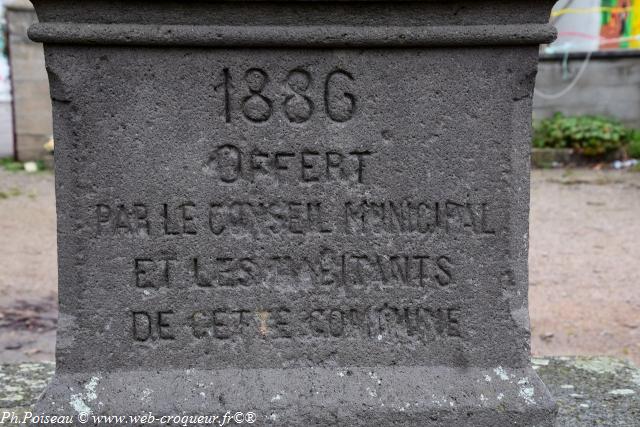 1886
OFFERT
PAR LE CONSEIL MUNICIPAL
ET LES HABITANTS
DE CETTE COMMUNE
Ph.Poiseau ©www.web-croqueur.fr©®